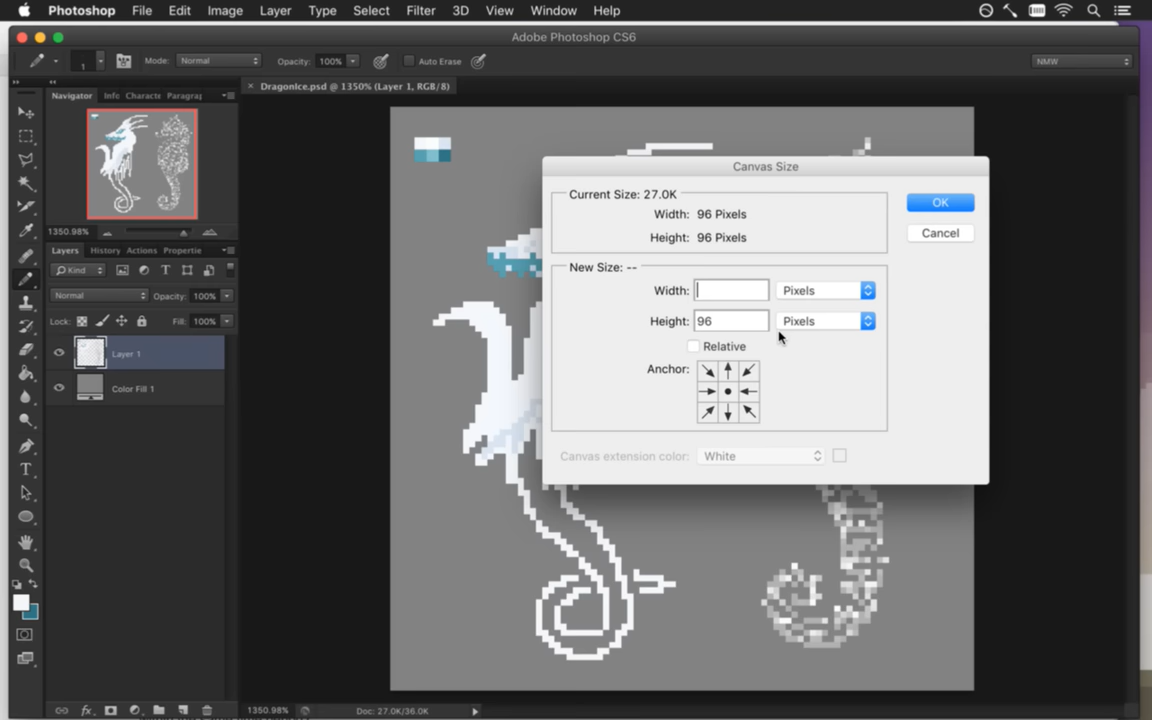 Photoshop File Edit Image Layer Type Select Filter 3D View Window Help
Adobe Photoshop CS6
1 Mode: Normal Opacity: 100% Auto Erase NMW
Navigator Info Characte Paragra
× DragonIce.psd @ 1350% (Layer 1, RGB/8)
1350.98%
Layers History Actions Propertie
Kind
Normal Opacity: 100%
Lock: Fill: 100%
Layer 1
Color Fill 1
fx
T
Canvas Size
Current Size: 27.0K
Width: 96 Pixels
Height: 96 Pixels
OK
Cancel
New Size: --
Width: Pixels
Height: 96 Pixels
Relative
Anchor:
Canvas extension color: White
1350.98% Doc: 27.0K/36.0K